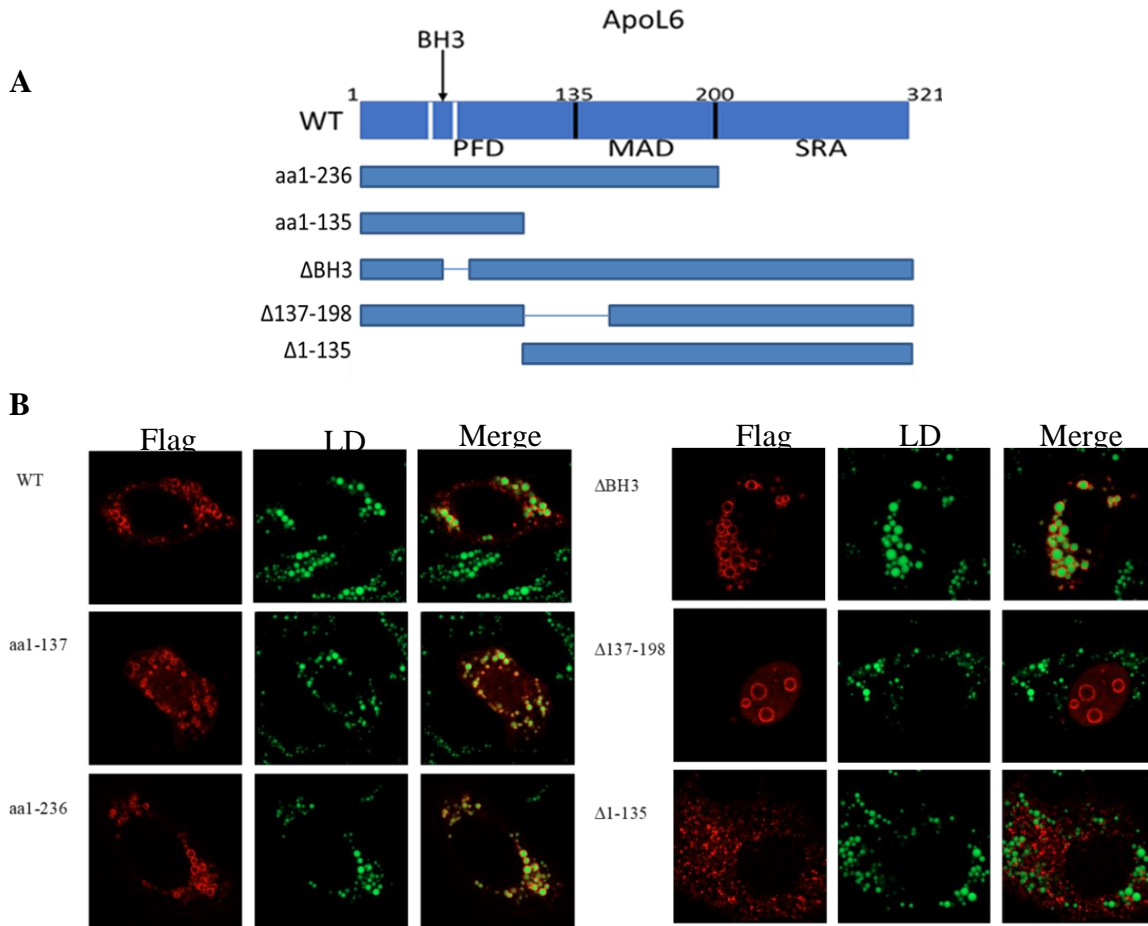 A
ApoL6
BH3
1 135 200 321
WT
PFD MAD SRA
aa1-236
aa1-135
ΔBH3
Δ137-198
Δ1-135
B
Flag LD Merge
WT
aa1-137
aa1-236
Flag LD Merge
ΔBH3
Δ137-198
Δ1-135